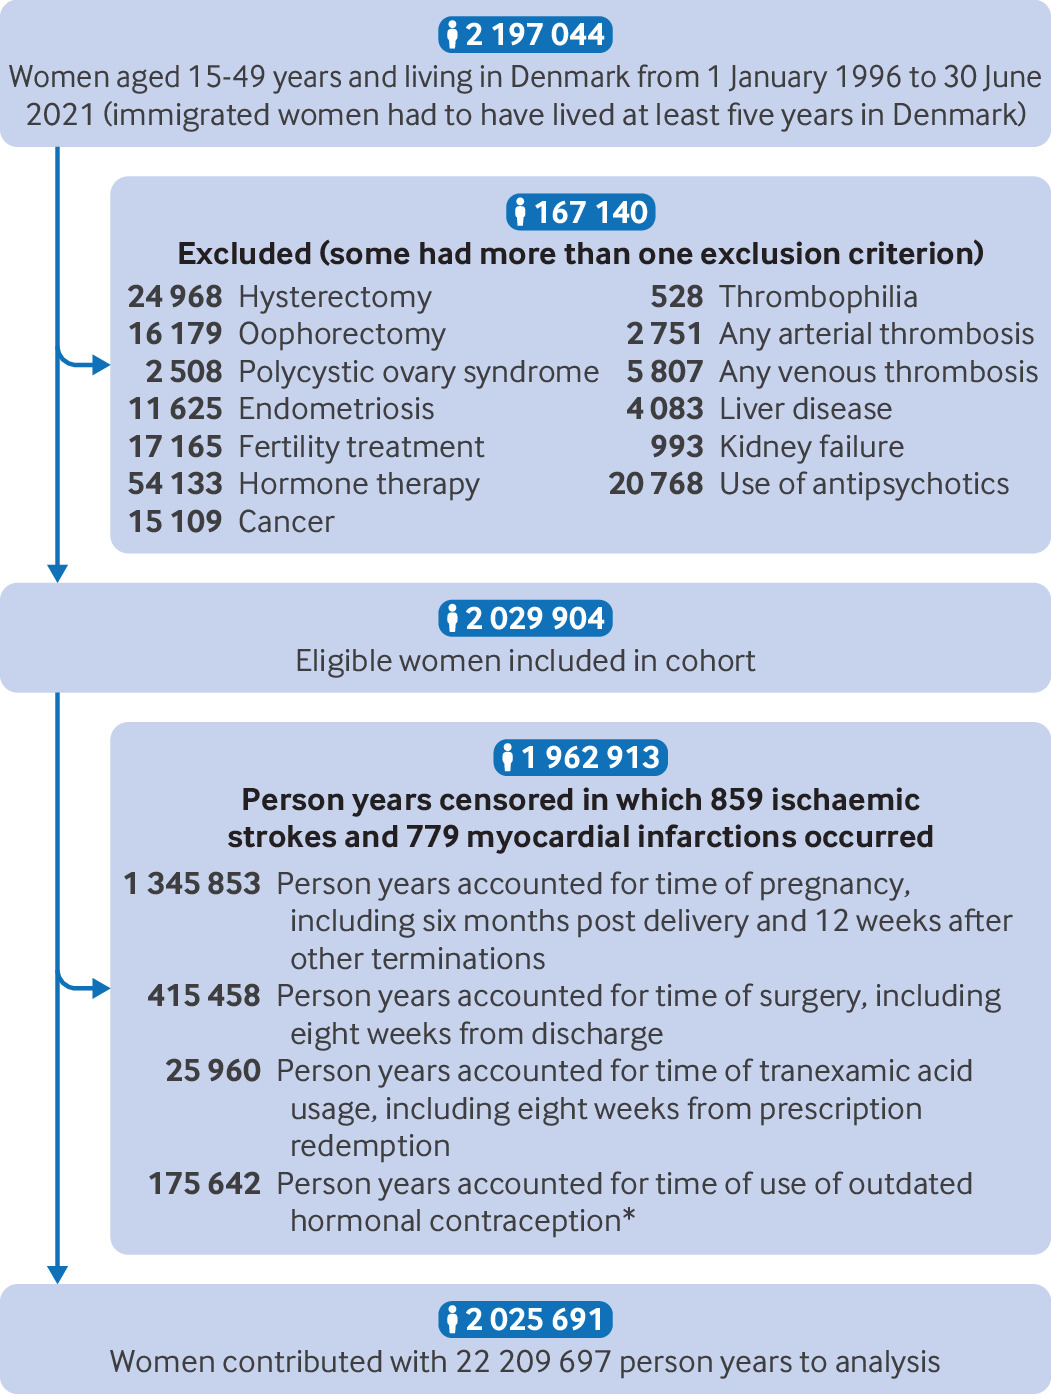 2 197 044
Women aged 15-49 years and living in Denmark from 1 January 1996 to 30 June
2021 (immigrated women had to have lived at least five years in Denmark)
167 140
Excluded (some had more than one exclusion criterion)
24 968 Hysterectomy
16 179 Oophorectomy
2 508 Polycystic ovary syndrome
11 625 Endometriosis
17 165 Fertility treatment
54 133 Hormone therapy
15 109 Cancer
528 Thrombophilia
2 751 Any arterial thrombosis
5 807 Any venous thrombosis
4 083 Liver disease
993 Kidney failure
20 768 Use of antipsychotics
2 029 904
Eligible women included in cohort
1 962 913
Person years censored in which 859 ischaemic
strokes and 779 myocardial infarctions occurred
1 345 853 Person years accounted for time of pregnancy,
including six months post delivery and 12 weeks after
other terminations
415 458 Person years accounted for time of surgery, including
eight weeks from discharge
25 960 Person years accounted for time of tranexamic acid
usage, including eight weeks from prescription
redemption
175 642 Person years accounted for time of use of outdated
hormonal contraception*
2 025 691
Women contributed with 22 209 697 person years to analysis